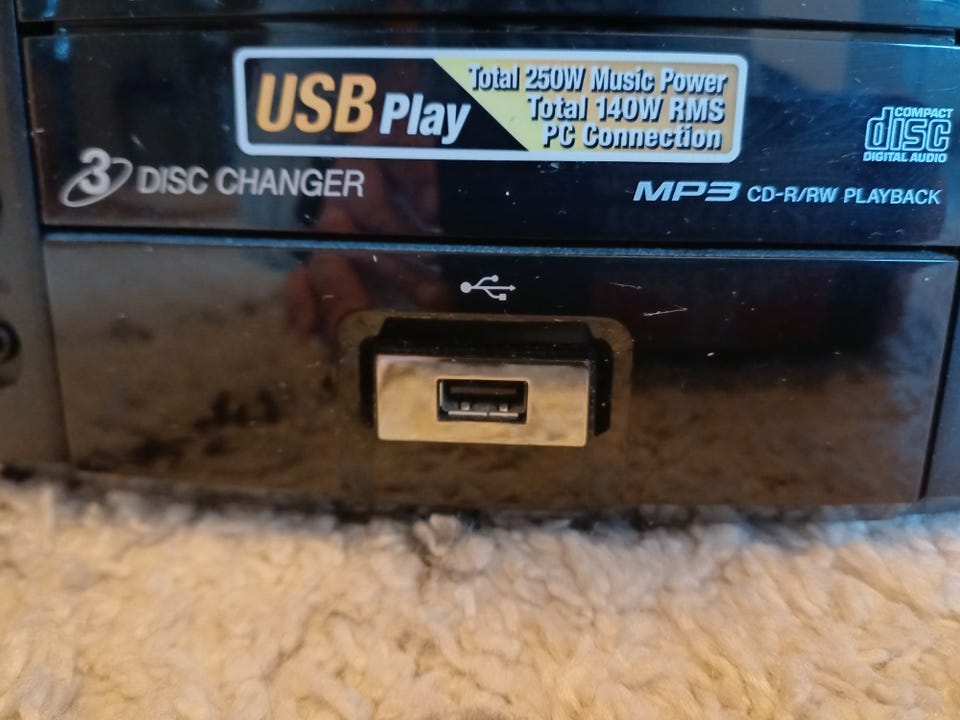 USB Play
Total 250W Music Power
Total 140W RMS
PC Connection
COMPACT
disc
DIGITAL AUDIO
3 DISC CHANGER
MP3 CD-R/RW PLAYBACK